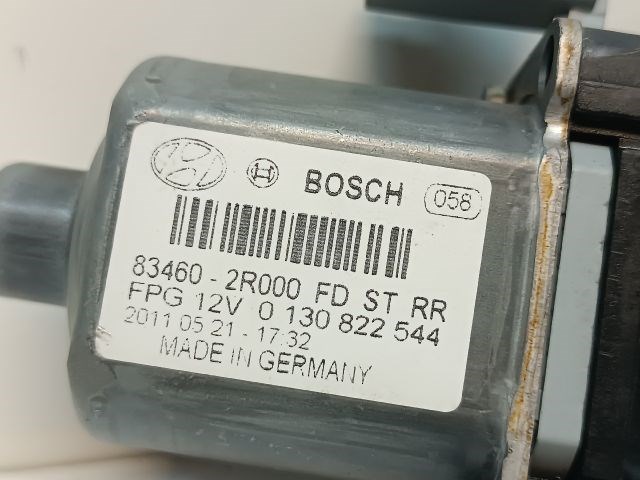 BOSCH 058
83460-2R000 FD ST RR
FPG 12V 0 130 822 544
2011 05 21 - 17:32
MADE IN GERMANY